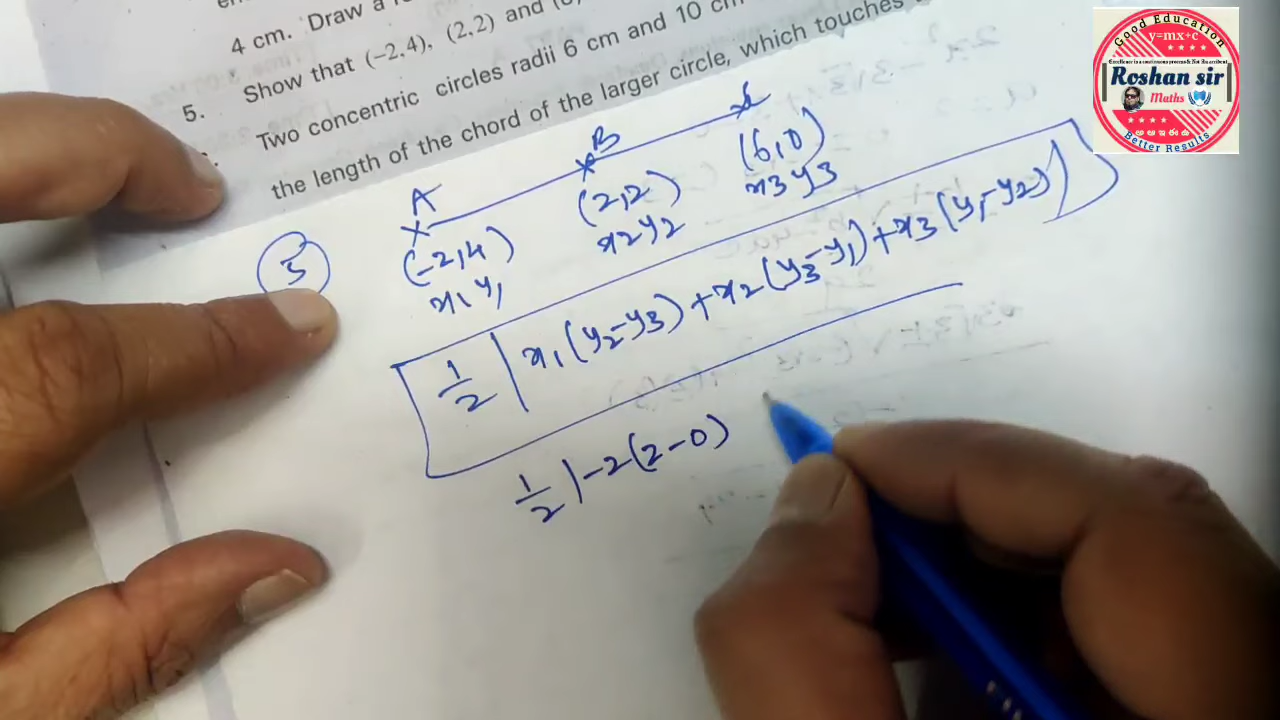 4 cm. Draw a
5. Show that (-2,4), (2,2) and
Two concentric circles radii 6 cm and 10 cm
the length of the chord of the larger circle, which touches
Good Education
y=mx+c
Roshan sir
Maths
Better Results
A B
(-2,4) (2,2) (6,0)
x1 y1 x2 y2 x3 y3
1/2 | x1(y2-y3)+x2(y3-y1)+x3(y1-y2) |
1/2 | -2(2-0)